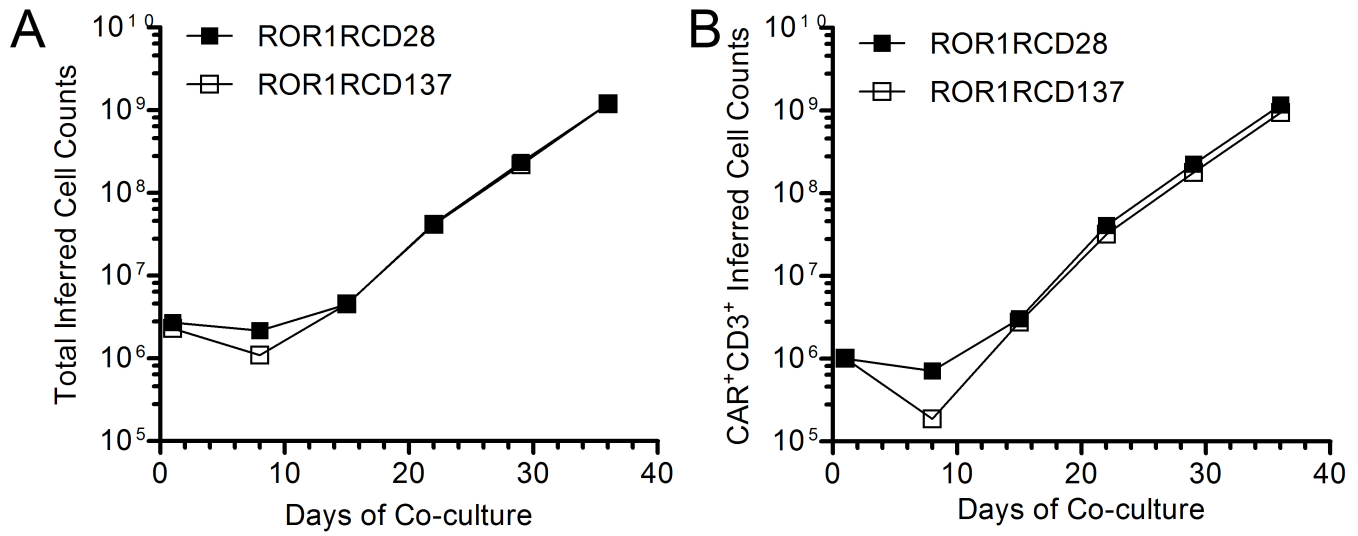 A
Total Inferred Cell Counts
10^10
10^9
10^8
10^7
10^6
10^5
ROR1RCD28
ROR1RCD137
0 10 20 30 40
Days of Co-culture
B
CAR⁺CD3⁺ Inferred Cell Counts
10^10
10^9
10^8
10^7
10^6
10^5
ROR1RCD28
ROR1RCD137
0 10 20 30 40
Days of Co-culture